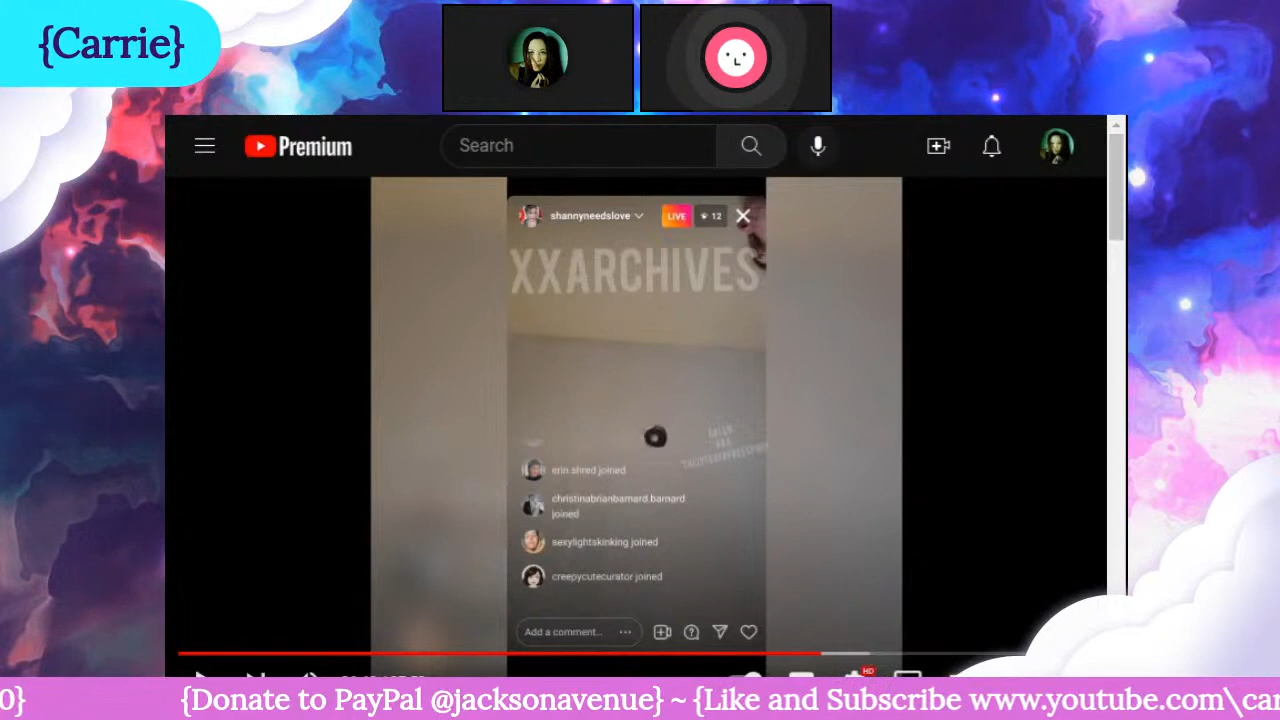 {Carrie}
Premium
Search
shannyneedslove
LIVE
12
XXARCHIVES
erin.shred joined
christinabrianbarnard.barnard
joined
sexylightskinking joined
creepycutecurator joined
Add a comment...
HD
0} {Donate to PayPal @jacksonavenue} ~ {Like and Subscribe www.youtube.com\car